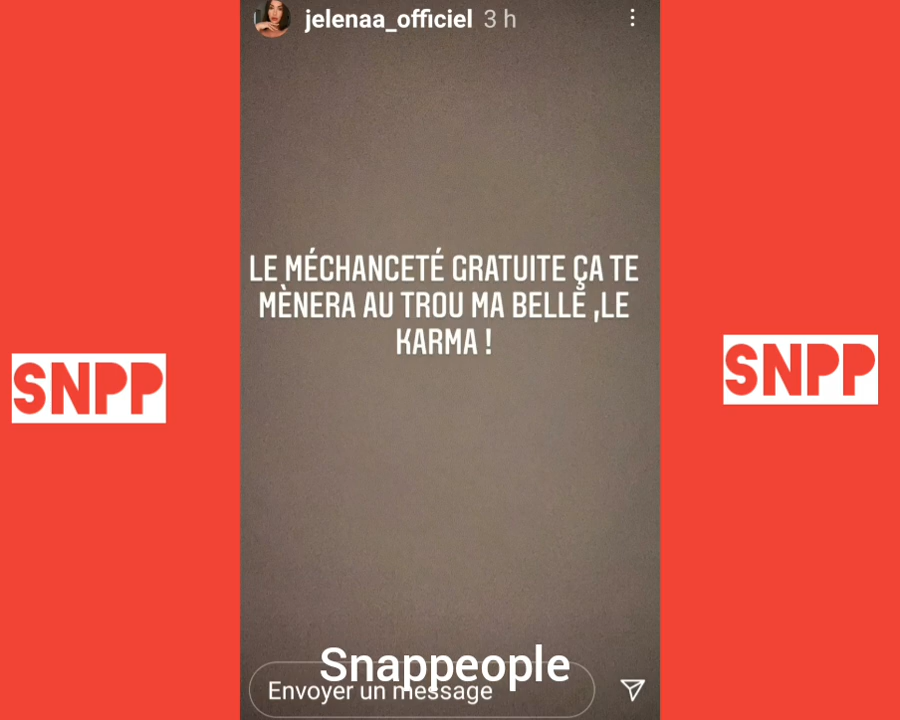 jelenaa_officiel 3 h
LE MÉCHANCETÉ GRATUITE ÇA TE
MÈNERA AU TROU MA BELLE ,LE
KARMA !
SNPP
SNPP
Snappeople
Envoyer un message